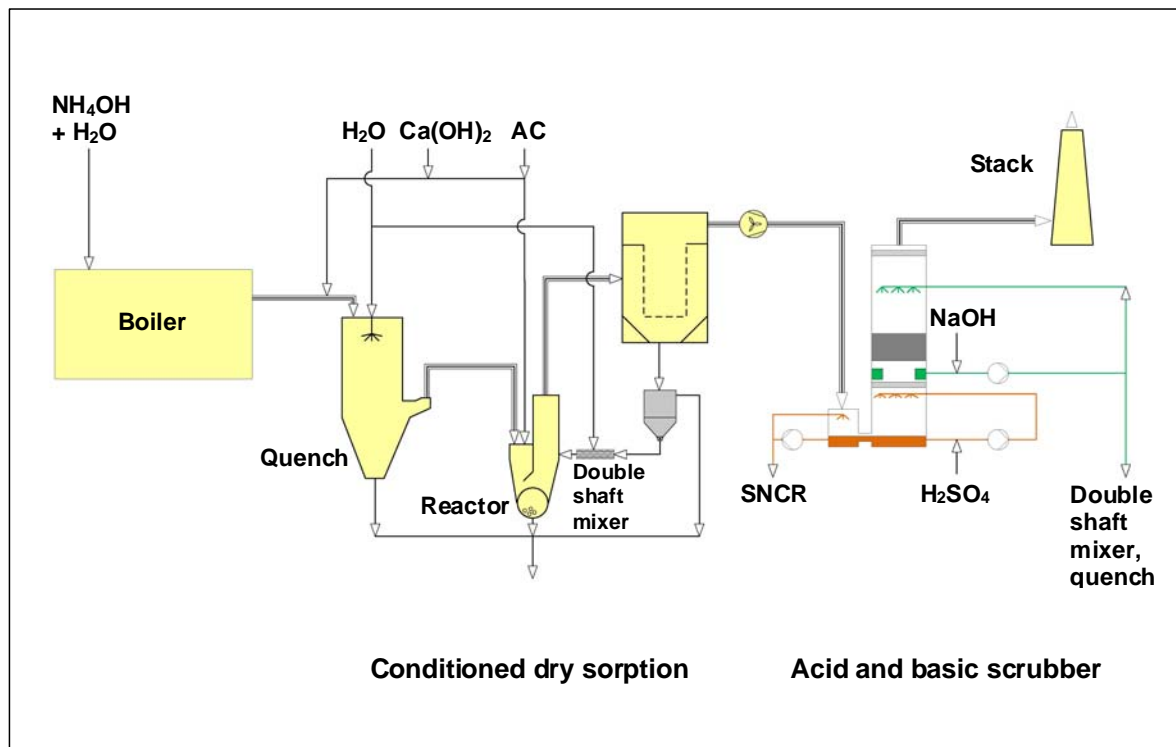 NH₄OH
+ H₂O
H₂O
Ca(OH)₂
AC
Stack
Boiler
NaOH
Quench
Reactor
Double
shaft
mixer
SNCR
H₂SO₄
Double
shaft
mixer,
quench
Conditioned dry sorption
Acid and basic scrubber